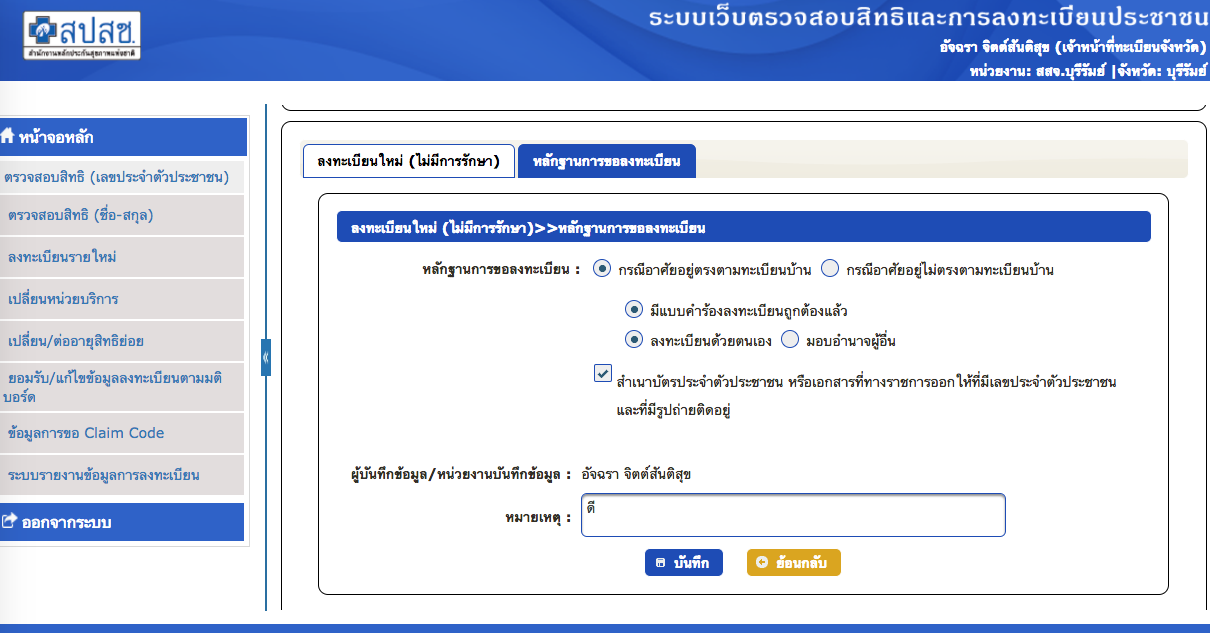 สปสช.
สำนักงานหลักประกันสุขภาพแห่งชาติ
ระบบเว็บตรวจสอบสิทธิและการลงทะเบียนประชาชน
อัจฉรา จิตต์สันติสุข (เจ้าหน้าที่ทะเบียนจังหวัด)
หน่วยงาน: สสจ.บุรีรัมย์ |จังหวัด: บุรีรัมย์
หน้าจอหลัก
ตรวจสอบสิทธิ (เลขประจำตัวประชาชน)
ตรวจสอบสิทธิ (ชื่อ-สกุล)
ลงทะเบียนรายใหม่
เปลี่ยนหน่วยบริการ
เปลี่ยน/ต่ออายุสิทธิย่อย
ยอมรับ/แก้ไขข้อมูลลงทะเบียนตามมติ
บอร์ด
ข้อมูลการขอ Claim Code
ระบบรายงานข้อมูลการลงทะเบียน
ออกจากระบบ
«
ลงทะเบียนใหม่ (ไม่มีการรักษา) หลักฐานการขอลงทะเบียน
ลงทะเบียนใหม่ (ไม่มีการรักษา)>>หลักฐานการขอลงทะเบียน
หลักฐานการขอลงทะเบียน : กรณีอาศัยอยู่ตรงตามทะเบียนบ้าน กรณีอาศัยอยู่ไม่ตรงตามทะเบียนบ้าน
มีแบบคำร้องลงทะเบียนถูกต้องแล้ว
ลงทะเบียนด้วยตนเอง มอบอำนาจผู้อื่น
สำเนาบัตรประจำตัวประชาชน หรือเอกสารที่ทางราชการออกให้ที่มีเลขประจำตัวประชาชน
และที่มีรูปถ่ายติดอยู่
ผู้บันทึกข้อมูล/หน่วยงานบันทึกข้อมูล : อัจฉรา จิตต์สันติสุข
หมายเหตุ : ดี
บันทึก ย้อนกลับ